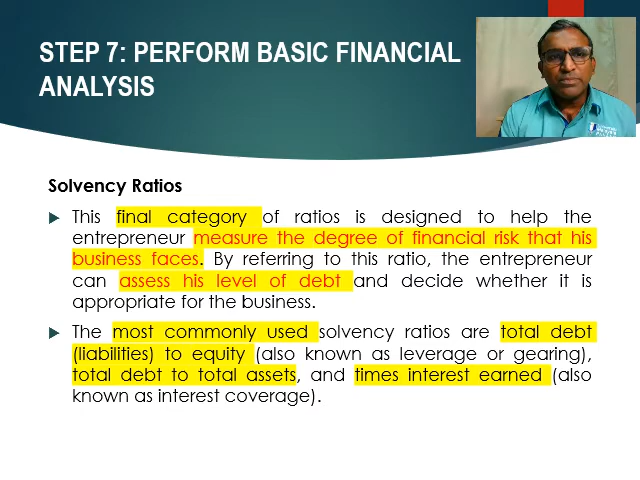 STEP 7: PERFORM BASIC FINANCIAL
ANALYSIS
Solvency Ratios
This final category of ratios is designed to help the
entrepreneur measure the degree of financial risk that his
business faces. By referring to this ratio, the entrepreneur
can assess his level of debt and decide whether it is
appropriate for the business.
The most commonly used solvency ratios are total debt
(liabilities) to equity (also known as leverage or gearing),
total debt to total assets, and times interest earned (also
known as interest coverage).